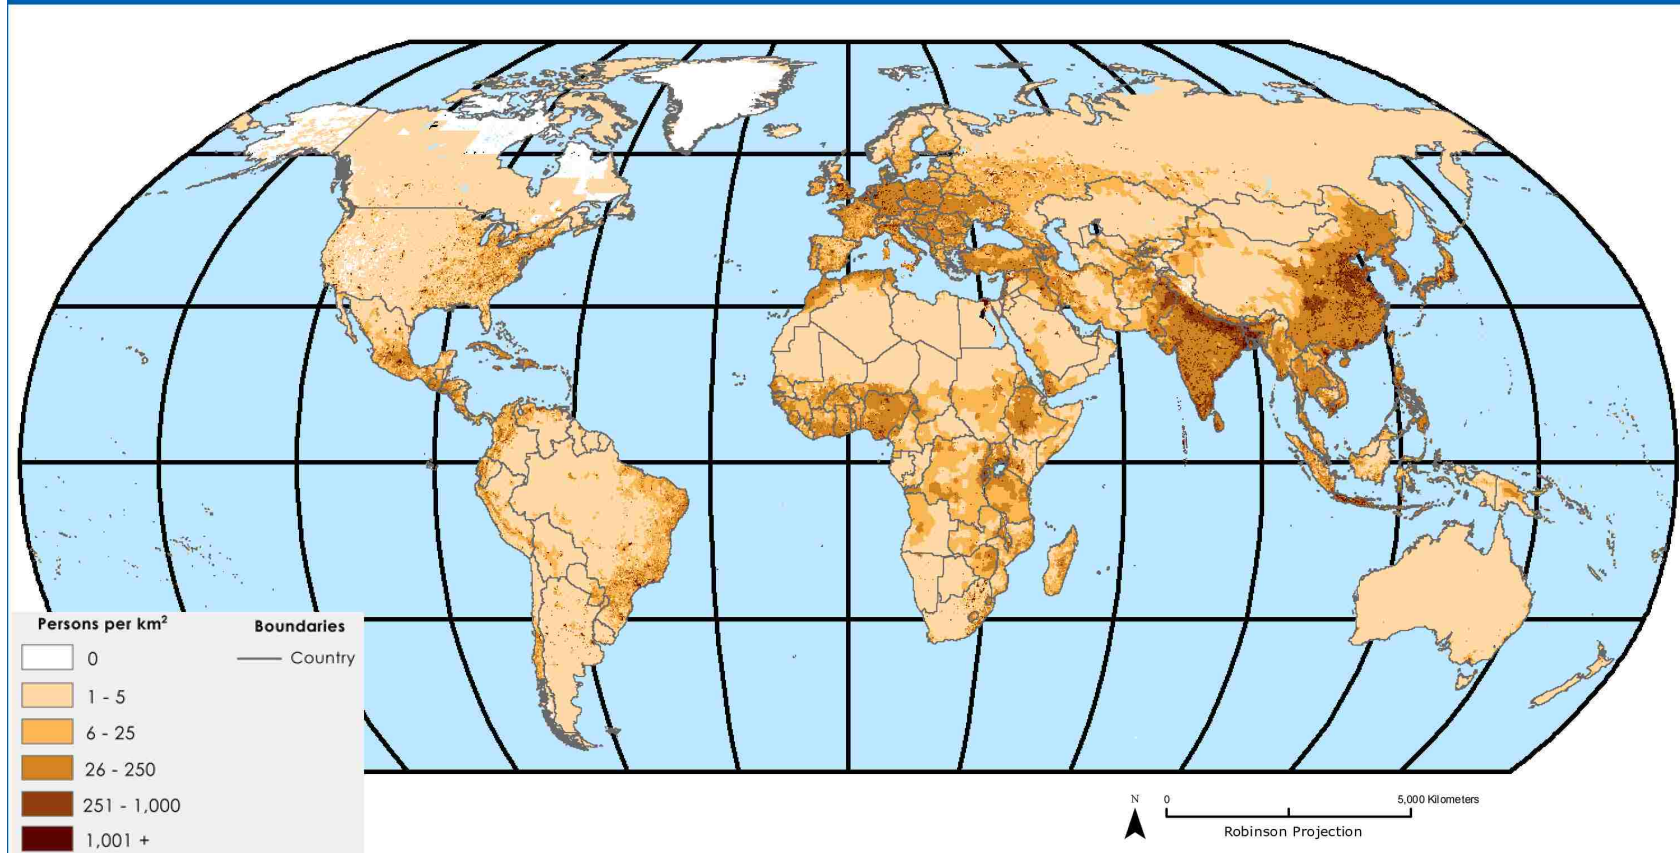 Persons per km²
0
1 - 5
6 - 25
26 - 250
251 - 1,000
1,001 +
Boundaries
Country
N
0 5,000 Kilometers
Robinson Projection